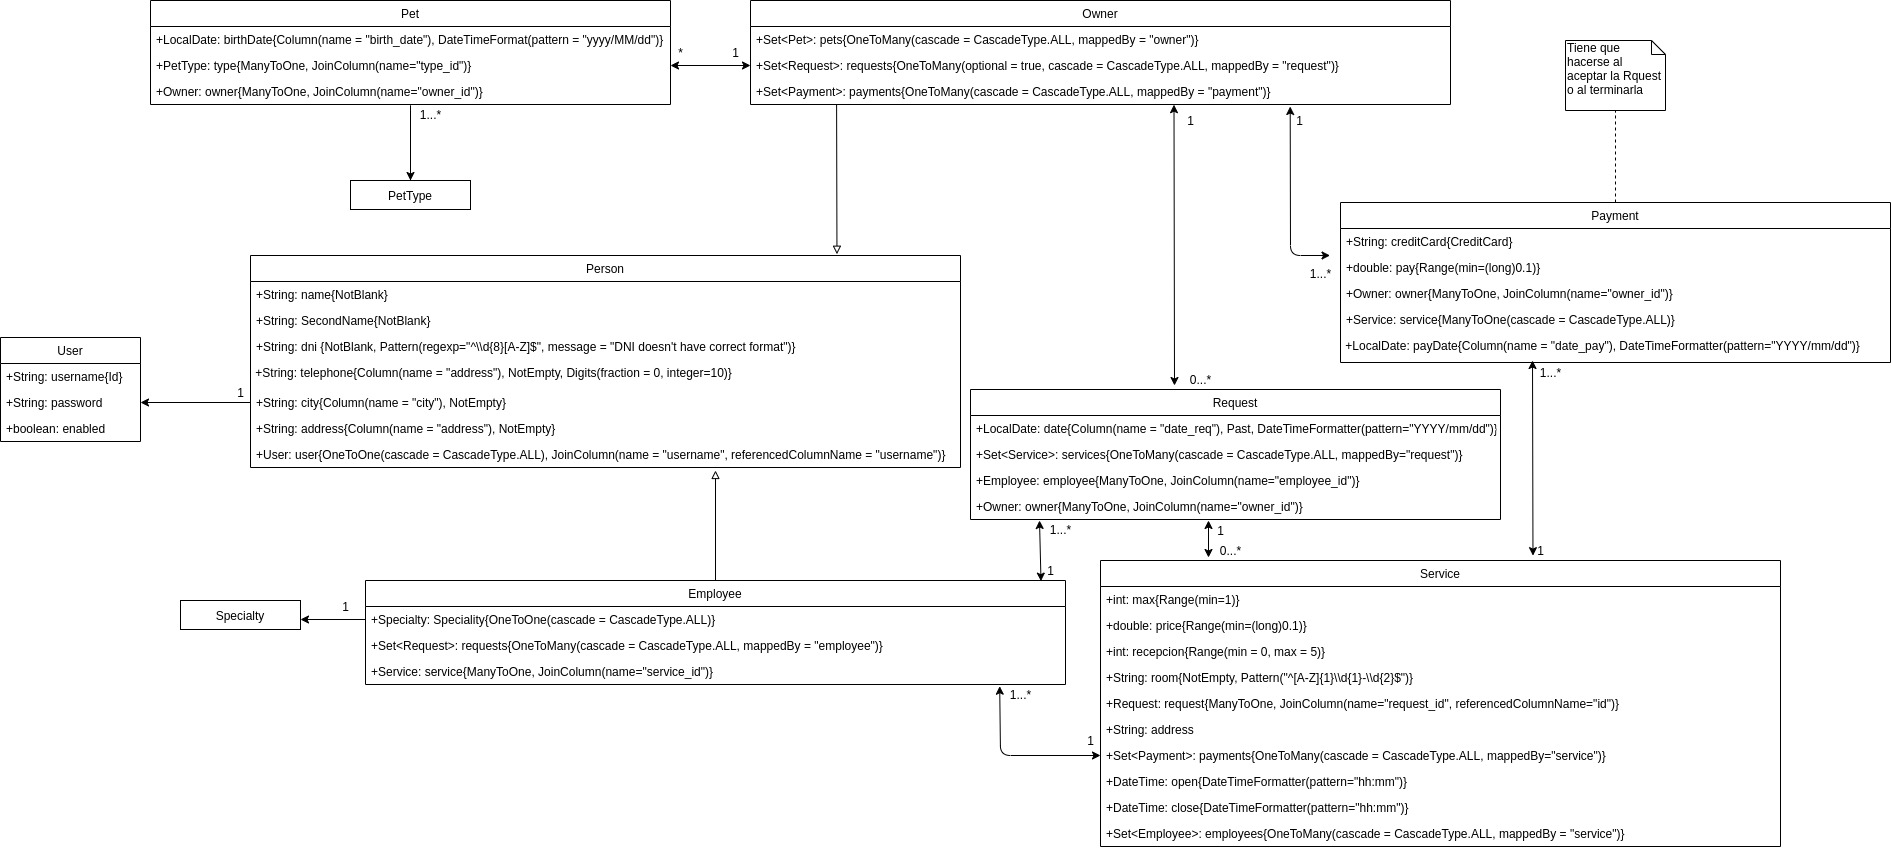 Pet
+LocalDate: birthDate{Column(name = "birth_date"), DateTimeFormat(pattern = "yyyy/MM/dd")}
+PetType: type{ManyToOne, JoinColumn(name="type_id")}
+Owner: owner{ManyToOne, JoinColumn(name="owner_id")}
*
1
Owner
+Set<Pet>: pets{OneToMany(cascade = CascadeType.ALL, mappedBy = "owner")}
+Set<Request>: requests{OneToMany(optional = true, cascade = CascadeType.ALL, mappedBy = "request")}
+Set<Payment>: payments{OneToMany(cascade = CascadeType.ALL, mappedBy = "payment")}
Tiene que
hacerse al
aceptar la Rquest
o al terminarla
1...*
1
1
PetType
1...*
Payment
+String: creditCard{CreditCard}
+double: pay{Range(min=(long)0.1)}
+Owner: owner{ManyToOne, JoinColumn(name="owner_id")}
+Service: service{ManyToOne(cascade = CascadeType.ALL)}
+LocalDate: payDate{Column(name = "date_pay"), DateTimeFormatter(pattern="YYYY/mm/dd")}
Person
+String: name{NotBlank}
+String: SecondName{NotBlank}
+String: dni {NotBlank, Pattern(regexp="^\\d{8}[A-Z]$", message = "DNI doesn't have correct format")}
+String: telephone{Column(name = "address"), NotEmpty, Digits(fraction = 0, integer=10)}
+String: city{Column(name = "city"), NotEmpty}
+String: address{Column(name = "address"), NotEmpty}
+User: user{OneToOne(cascade = CascadeType.ALL), JoinColumn(name = "username", referencedColumnName = "username")}
User
+String: username{Id}
+String: password
+boolean: enabled
1
0...*
1...*
Request
+LocalDate: date{Column(name = "date_req"), Past, DateTimeFormatter(pattern="YYYY/mm/dd")}
+Set<Service>: services{OneToMany(cascade = CascadeType.ALL, mappedBy="request")}
+Employee: employee{ManyToOne, JoinColumn(name="employee_id")}
+Owner: owner{ManyToOne, JoinColumn(name="owner_id")}
1...*
1
1
0...*
1
Specialty
1
Employee
+Specialty: Speciality{OneToOne(cascade = CascadeType.ALL)}
+Set<Request>: requests{OneToMany(cascade = CascadeType.ALL, mappedBy = "employee")}
+Service: service{ManyToOne, JoinColumn(name="service_id")}
1...*
1
Service
+int: max{Range(min=1)}
+double: price{Range(min=(long)0.1)}
+int: recepcion{Range(min = 0, max = 5)}
+String: room{NotEmpty, Pattern("^[A-Z]{1}\\d{1}-\\d{2}$")}
+Request: request{ManyToOne, JoinColumn(name="request_id", referencedColumnName="id")}
+String: address
+Set<Payment>: payments{OneToMany(cascade = CascadeType.ALL, mappedBy="service")}
+DateTime: open{DateTimeFormatter(pattern="hh:mm")}
+DateTime: close{DateTimeFormatter(pattern="hh:mm")}
+Set<Employee>: employees{OneToMany(cascade = CascadeType.ALL, mappedBy = "service")}